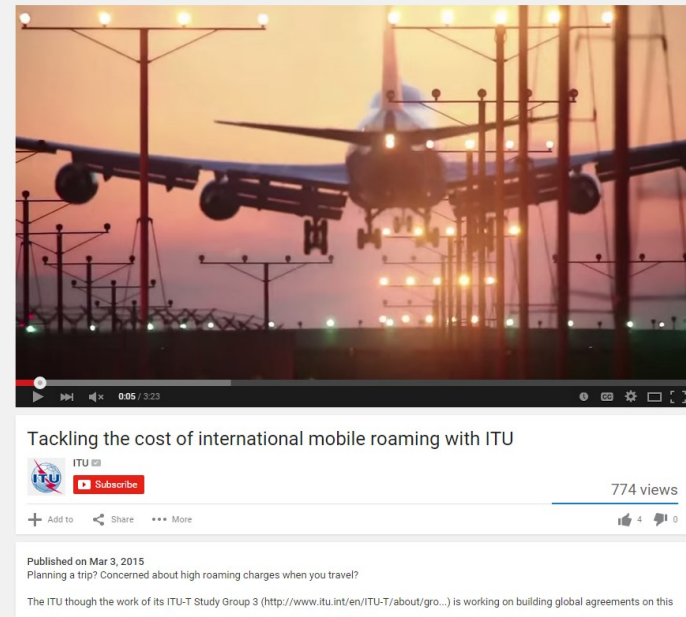 0:05 / 3:23
CC
Tackling the cost of international mobile roaming with ITU
ITU
ITU
Subscribe
774 views
Add to Share More
4 0
Published on Mar 3, 2015
Planning a trip? Concerned about high roaming charges when you travel?
The ITU though the work of its ITU-T Study Group 3 (http://www.itu.int/en/ITU-T/about/gro...) is working on building global agreements on this